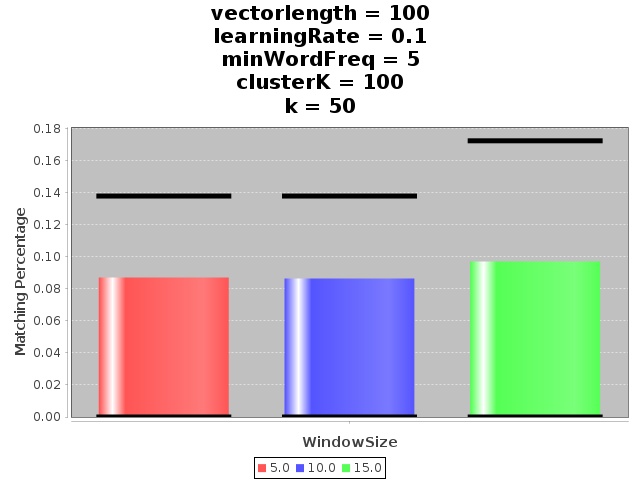 vectorlength = 100
learningRate = 0.1
minWordFreq = 5
clusterK = 100
k = 50
0.18
0.16
0.14
0.12
0.10
0.08
0.06
0.04
0.02
0.00
Matching Percentage
WindowSize
5.0 10.0 15.0